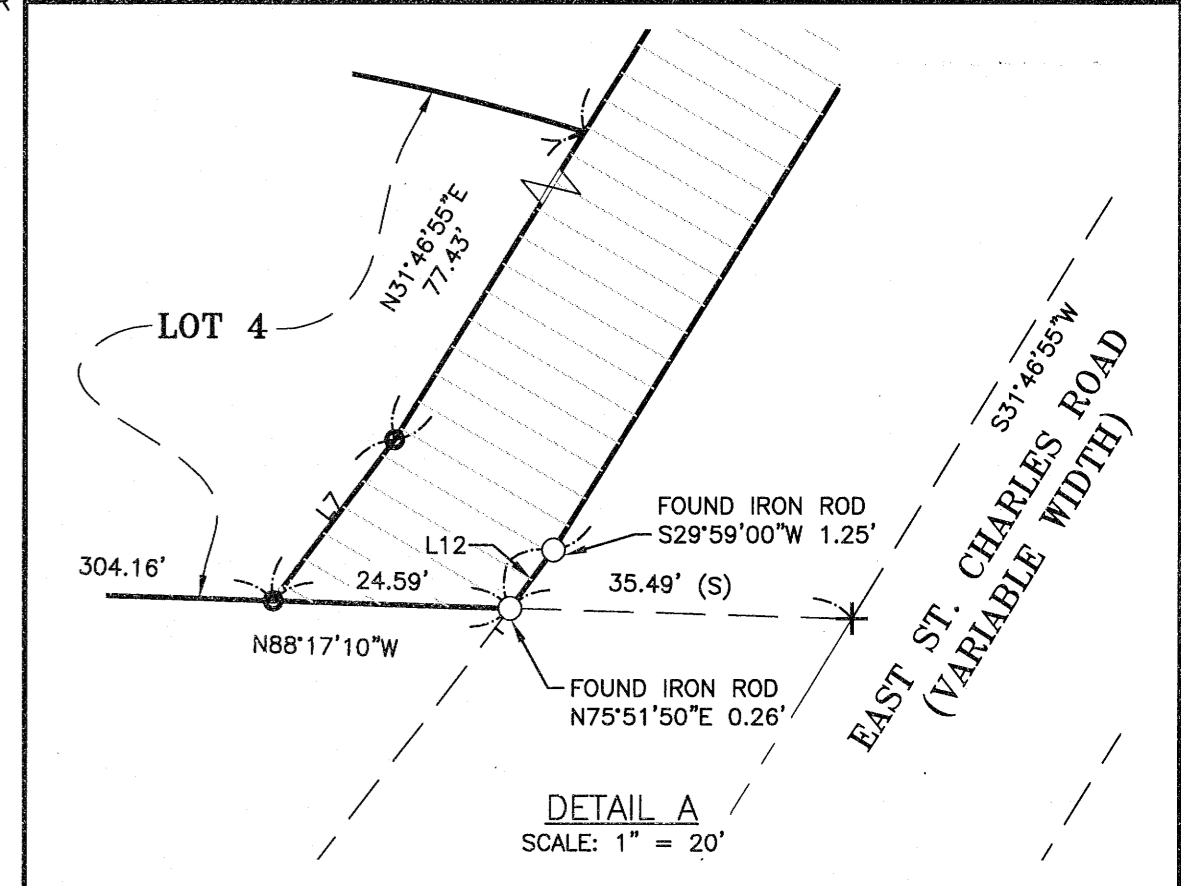 N31°46'55"E
77.43'
LOT 4
S31°46'55"W
EAST ST. CHARLES ROAD
(VARIABLE WIDTH)
L7
FOUND IRON ROD
S29°59'00"W 1.25'
L12
304.16'
24.59'
35.49' (S)
N88°17'10"W
FOUND IRON ROD
N75°51'50"E 0.26'
DETAIL A
SCALE: 1" = 20'